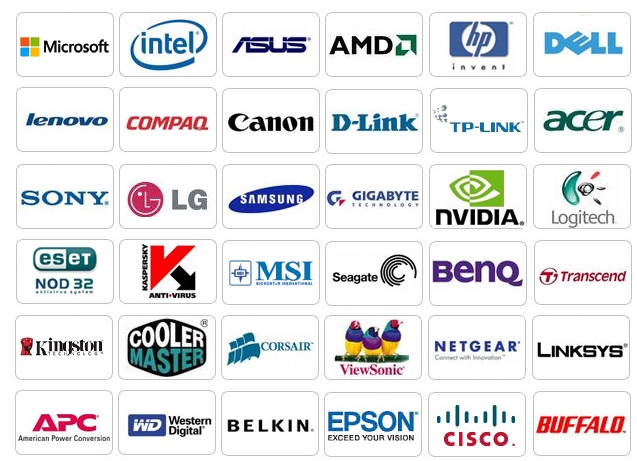 Microsoft
intel
ASUS
AMD
hp
invent
DELL
lenovo
COMPAQ
Canon
D-Link
TP-LINK
acer
SONY
LG
SAMSUNG
GIGABYTE
TECHNOLOGY
NVIDIA
Logitech
eset
NOD 32
antivirus system
KASPERSKY
ANTI•VIRUS
MSI
MICROSTAR INTERNATIONAL
Seagate
BenQ
Transcend
Kingston
TECHNOLOGY
COOLER
MASTER
CORSAIR
ViewSonic
NETGEAR
Connect with Innovation
LINKSYS
APC
American Power Conversion
WD
Western
Digital
BELKIN
EPSON
EXCEED YOUR VISION
CISCO
BUFFALO